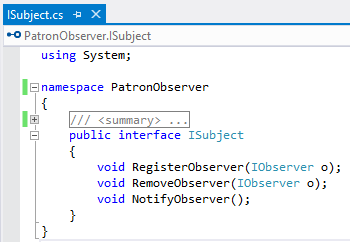 ISubject.cs
PatronObserver.ISubject
using System;
namespace PatronObserver
{
/// <summary> ...
public interface ISubject
{
void RegisterObserver(IObserver o);
void RemoveObserver(IObserver o);
void NotifyObserver();
}
}